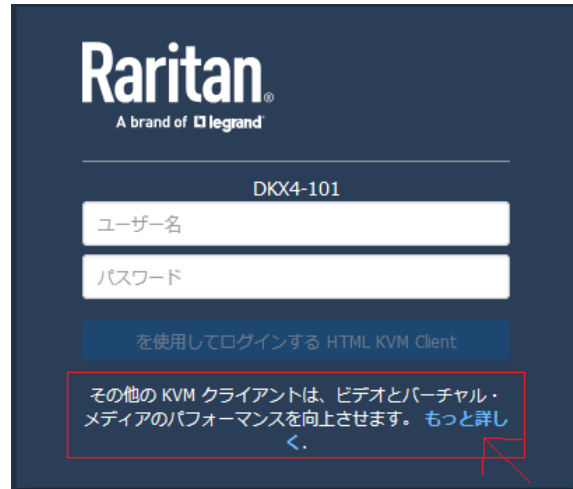 Raritan®
A brand of legrand
DKX4-101
ユーザー名
パスワード
を使用してログインする HTML KVM Client
その他の KVM クライアントは、ビデオとバーチャル・
メディアのパフォーマンスを向上させます。 もっと詳し
く.